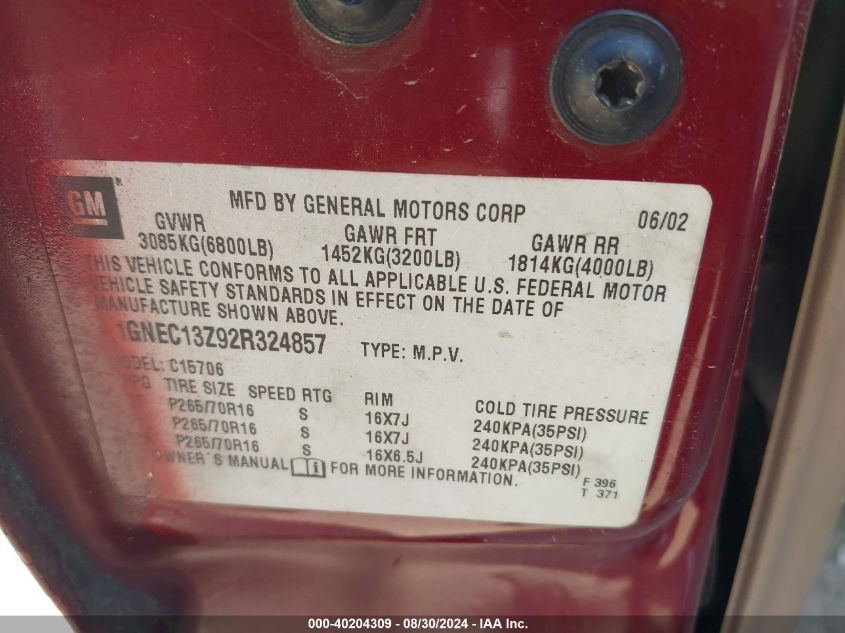 GM
MFD BY GENERAL MOTORS CORP 06/02
GVWR GAWR FRT GAWR RR
3085KG(6800LB) 1452KG(3200LB) 1814KG(4000LB)
THIS VEHICLE CONFORMS TO ALL APPLICABLE U.S. FEDERAL MOTOR
VEHICLE SAFETY STANDARDS IN EFFECT ON THE DATE OF
MANUFACTURE SHOWN ABOVE.
1GNEC13Z92R324857 TYPE: M.P.V.
MODEL: C15706
TIRE SIZE SPEED RTG RIM COLD TIRE PRESSURE
P265/70R16 S 16X7J 240KPA(35PSI)
P265/70R16 S 16X7J 240KPA(35PSI)
P265/70R16 S 16X6.5J 240KPA(35PSI)
OWNER'S MANUAL FOR MORE INFORMATION.
F 396
T 371
000-40204309 - 08/30/2024 - IAA Inc.